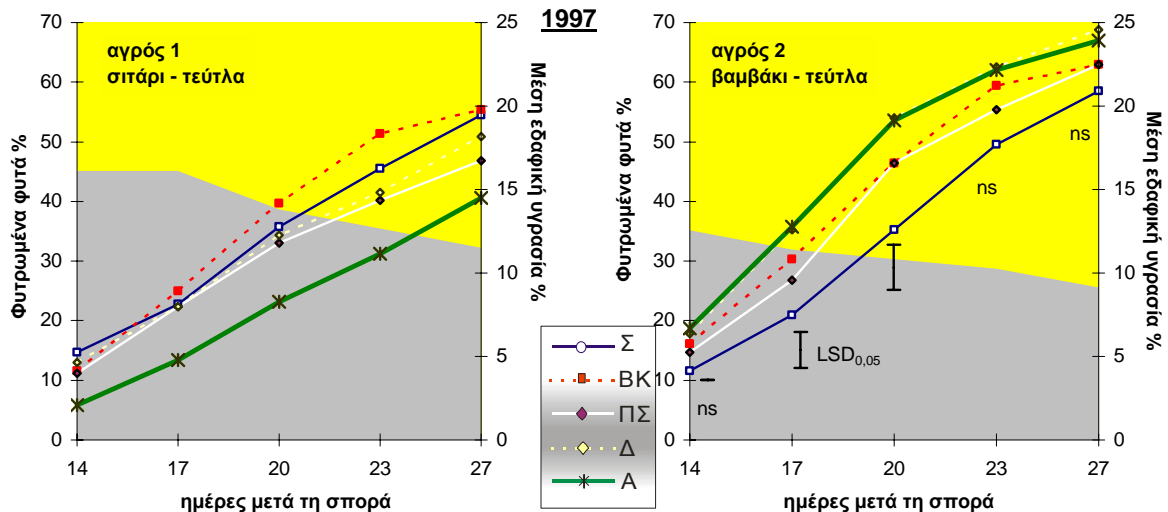 1997
αγρός 1
σιτάρι - τεύτλα
Φυτρωμένα φυτά %
70
60
50
40
30
20
10
0
14 17 20 23 27
ημέρες μετά τη σπορά
25
20
15
10
5
0
Μέση εδαφική υγρασία %
Σ
ΒΚ
ΠΣ
Δ
Α
αγρός 2
βαμβάκι - τεύτλα
Φυτρωμένα φυτά %
70
60
50
40
30
20
10
0
ns
LSD0,05
ns
ns
14 17 20 23 27
ημέρες μετά τη σπορά
25
20
15
10
5
0
Μέση εδαφική υγρασία %